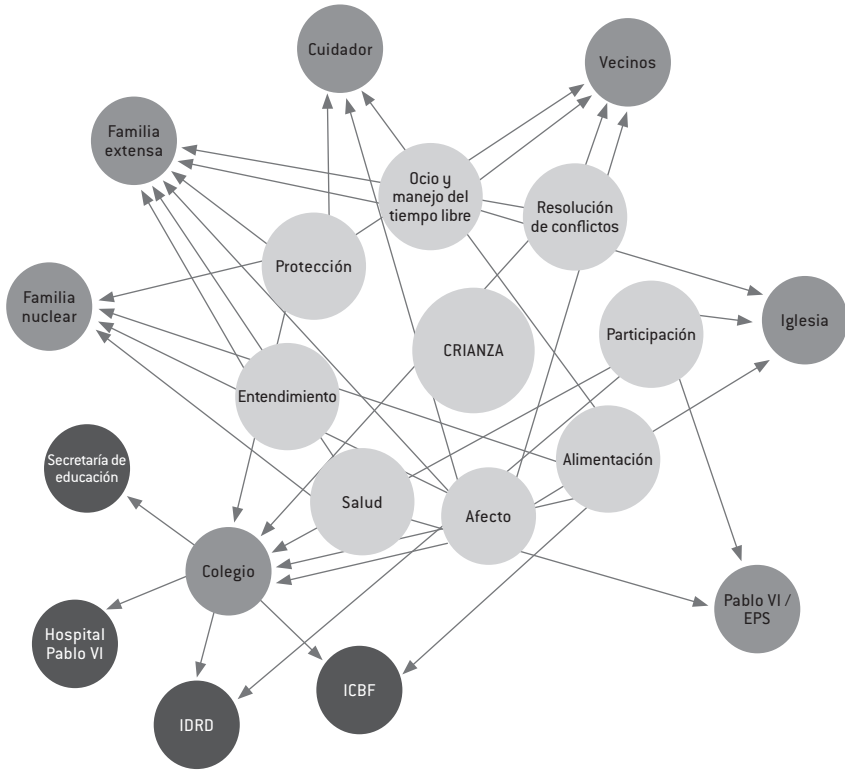 Cuidador
Vecinos
Familia
extensa
Ocio y
manejo del
tiempo libre
Resolución
de conflictos
Protección
Familia
nuclear
Iglesia
Participación
CRIANZA
Entendimiento
Secretaría de
educación
Alimentación
Salud
Afecto
Colegio
Pablo VI /
EPS
Hospital
Pablo VI
ICBF
IDRD